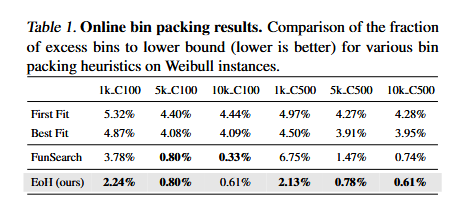 Table 1. Online bin packing results. Comparison of the fraction
of excess bins to lower bound (lower is better) for various bin
packing heuristics on Weibull instances.
1k_C100 5k_C100 10k_C100 1k_C500 5k_C500 10k_C500
First Fit 5.32% 4.40% 4.44% 4.97% 4.27% 4.28%
Best Fit 4.87% 4.08% 4.09% 4.50% 3.91% 3.95%
FunSearch 3.78% 0.80% 0.33% 6.75% 1.47% 0.74%
EoH (ours) 2.24% 0.80% 0.61% 2.13% 0.78% 0.61%